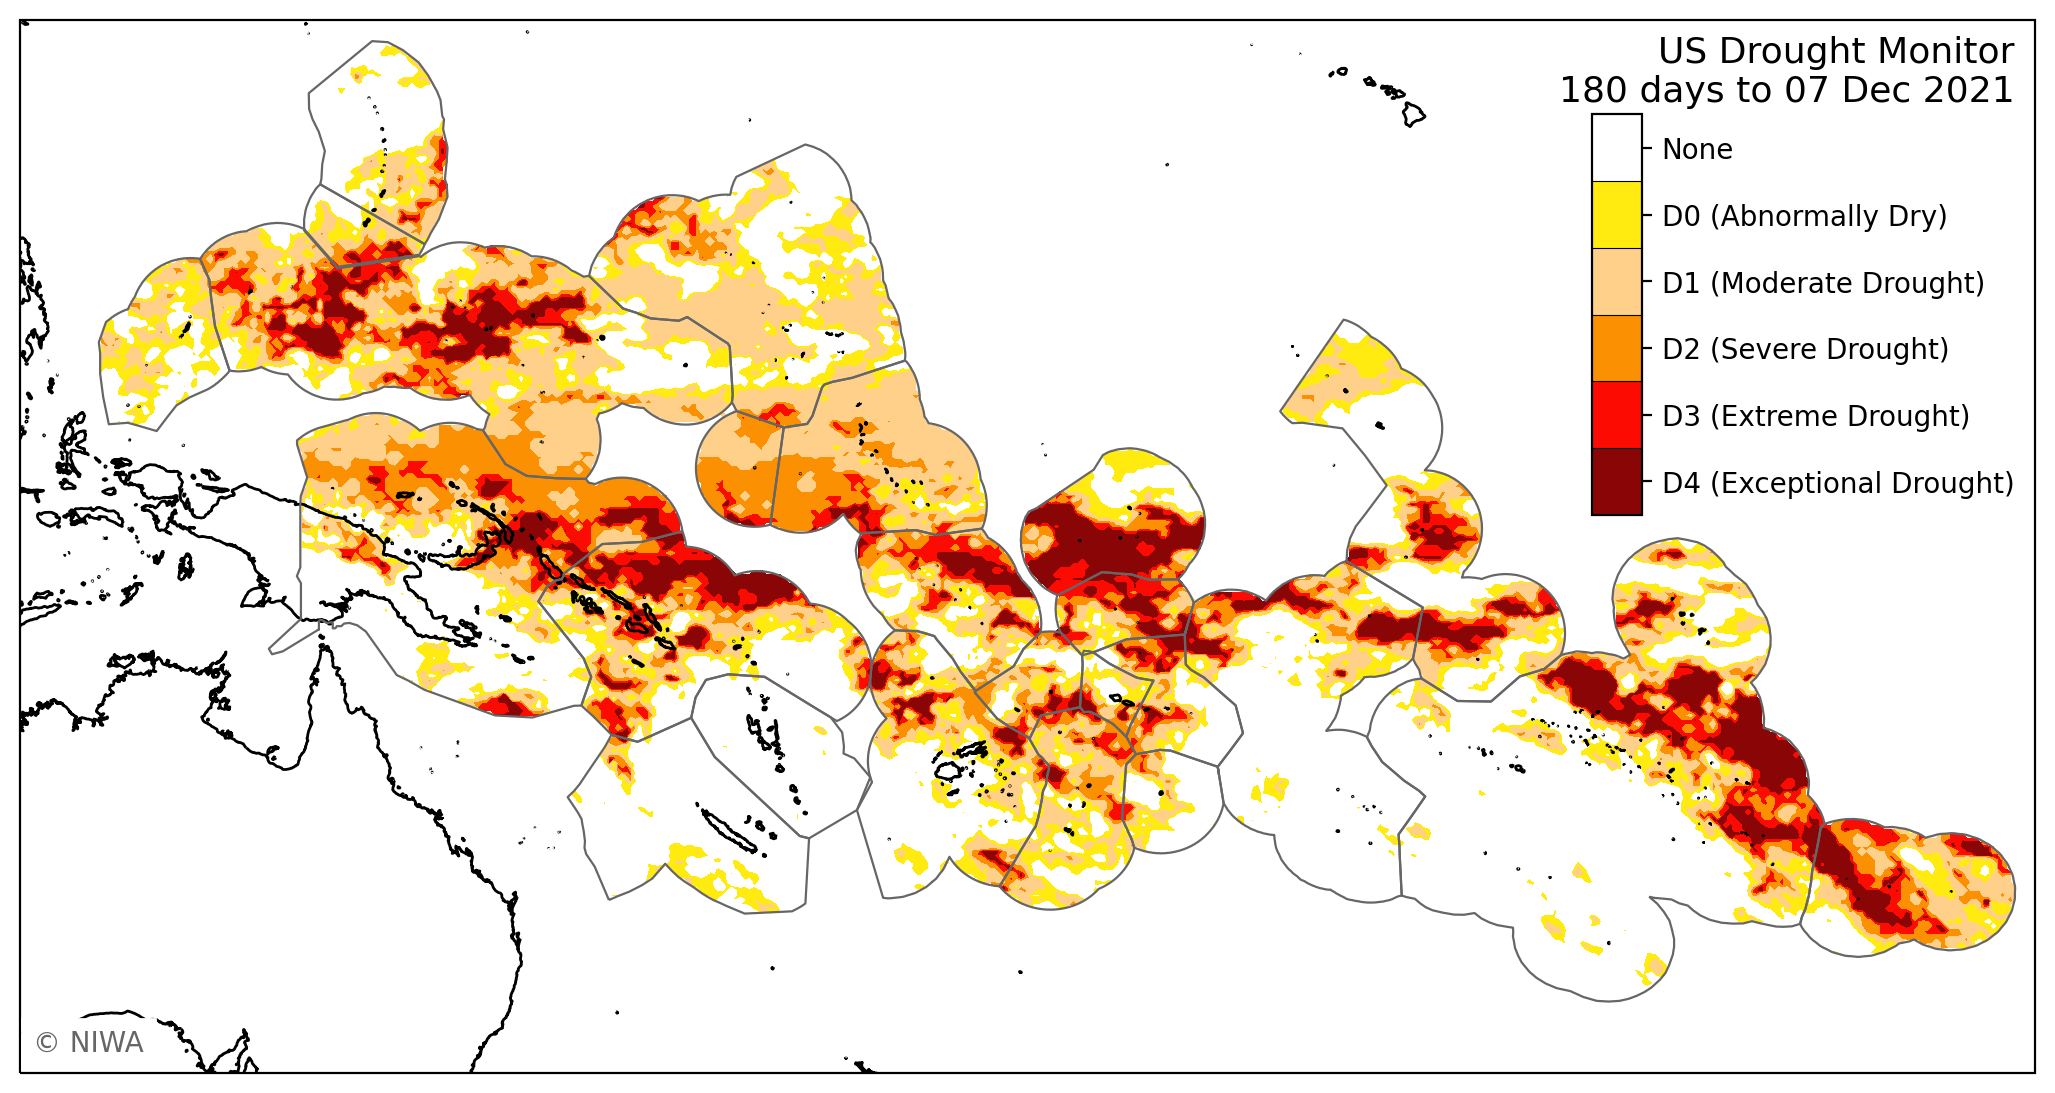 US Drought Monitor
180 days to 07 Dec 2021
None
D0 (Abnormally Dry)
D1 (Moderate Drought)
D2 (Severe Drought)
D3 (Extreme Drought)
D4 (Exceptional Drought)
© NIWA